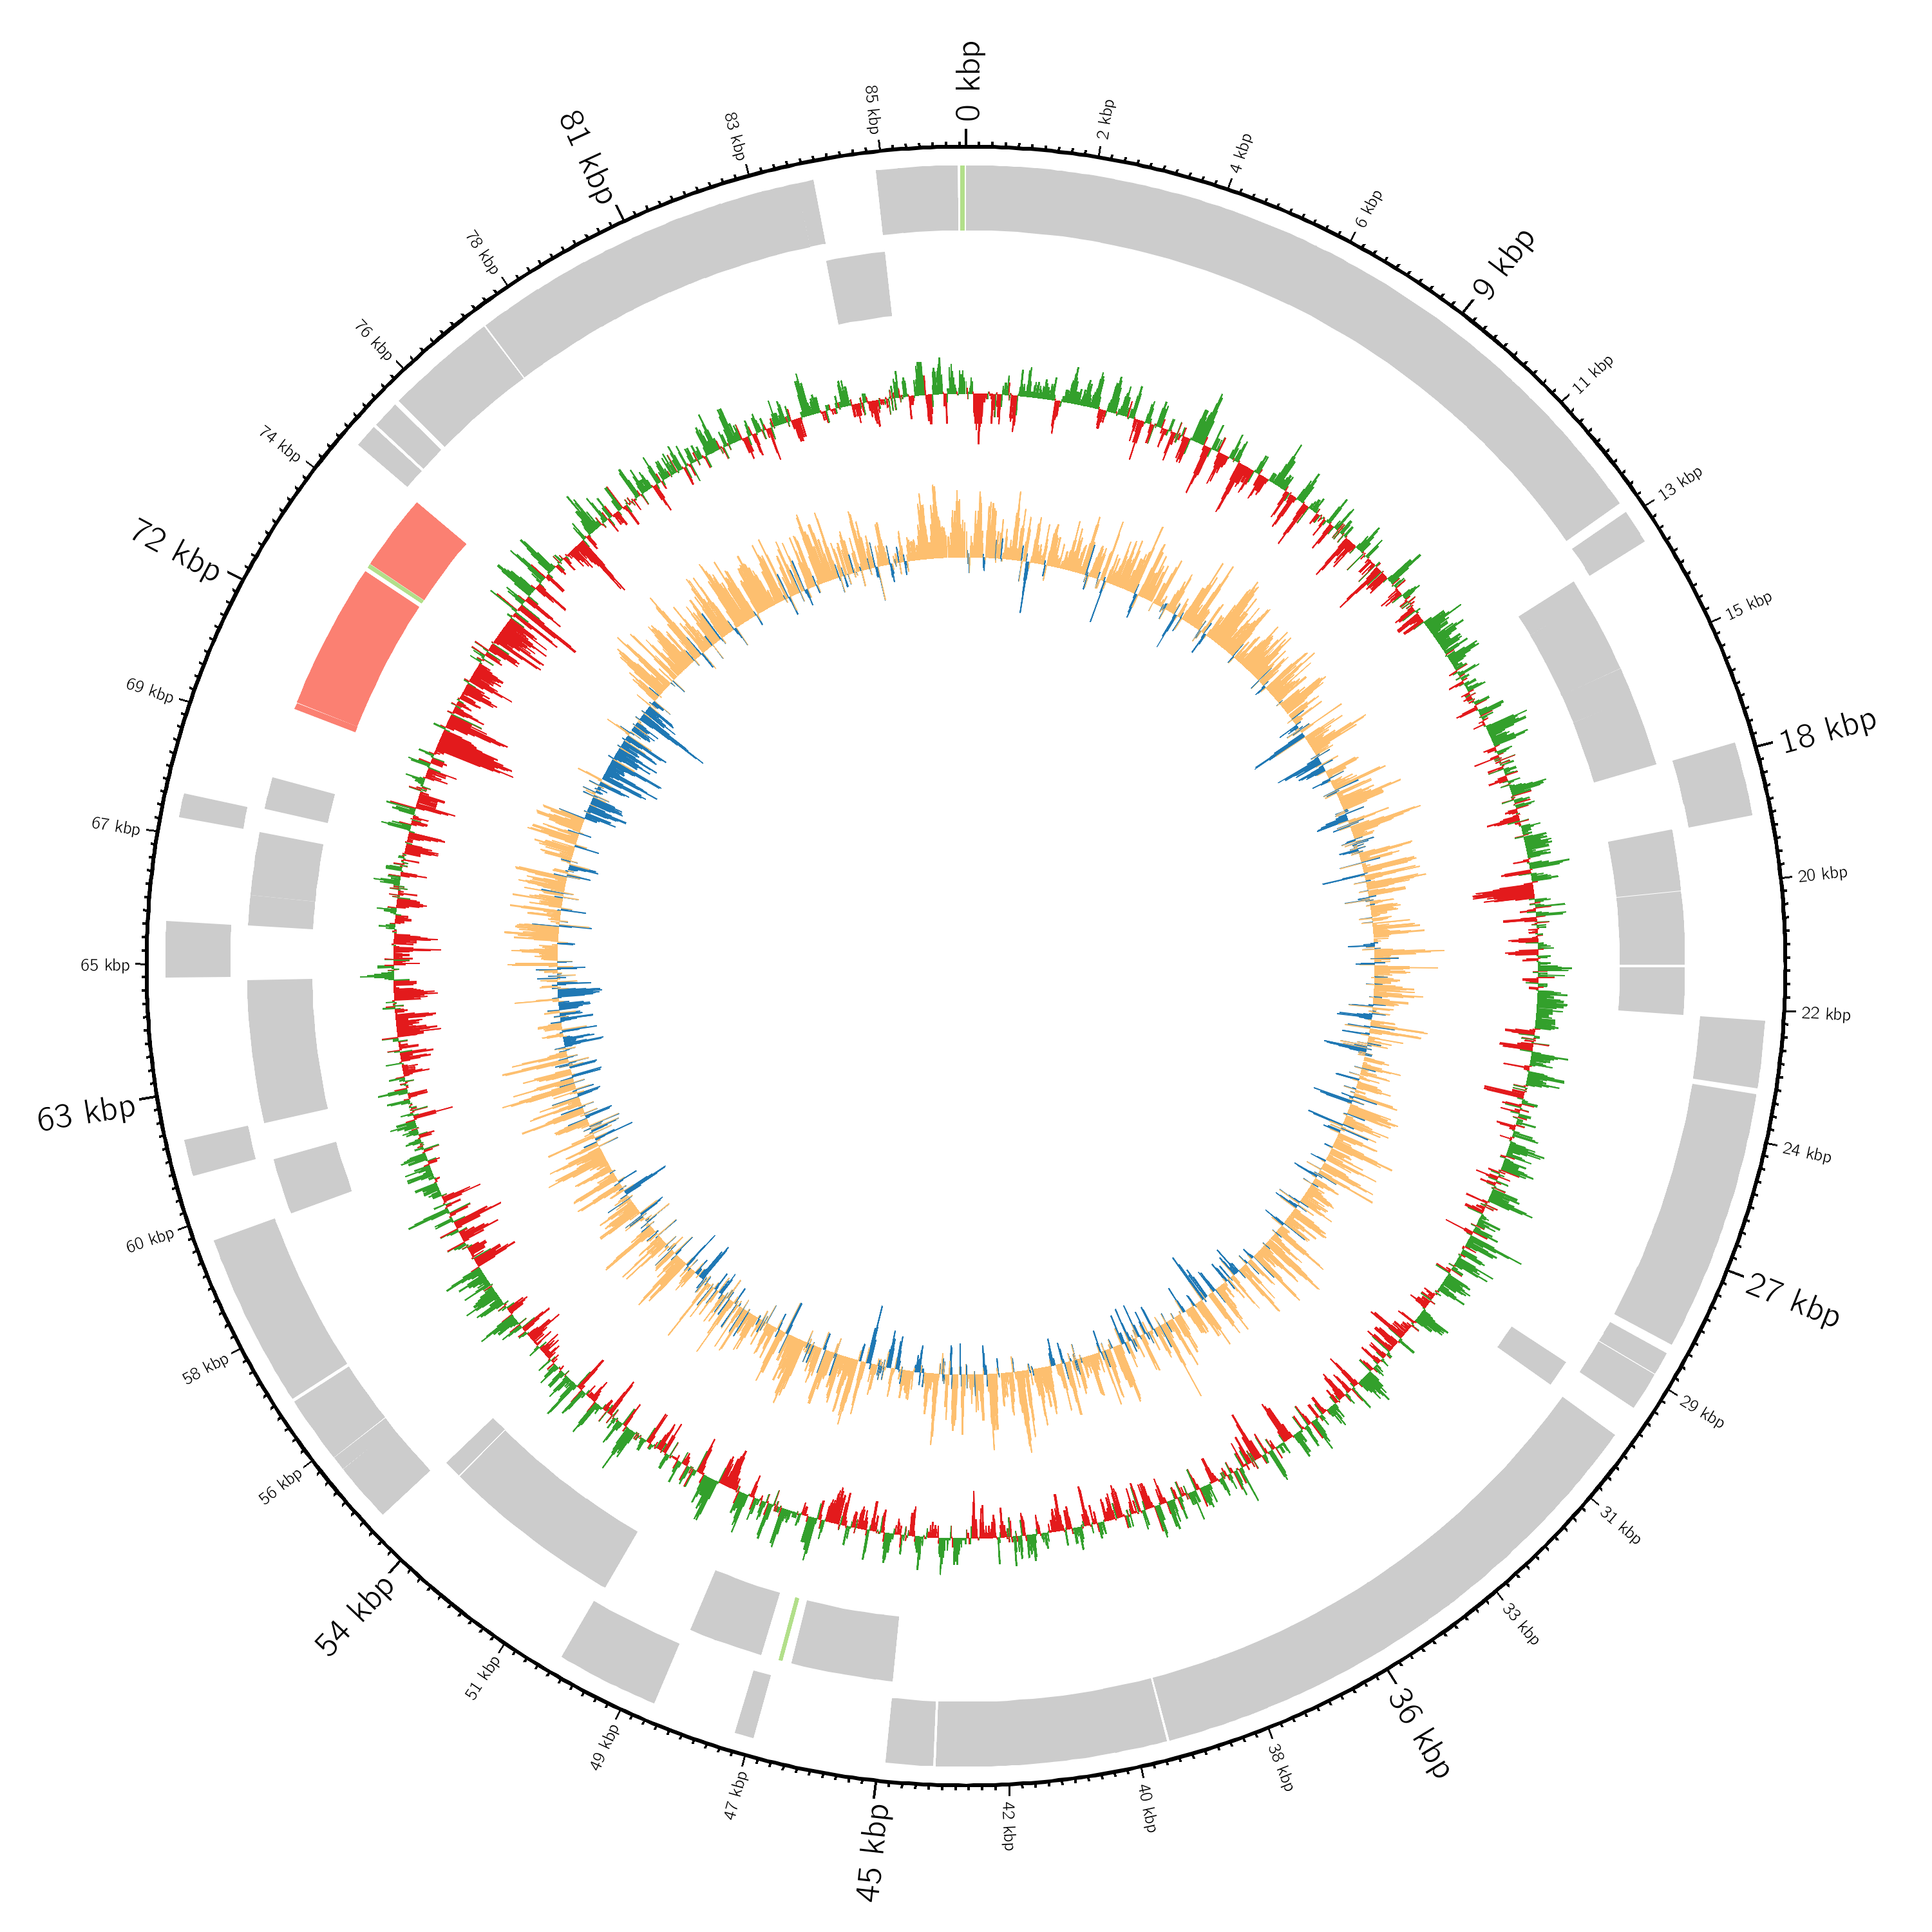 0 kbp
2 kbp
4 kbp
6 kbp
9 kbp
11 kbp
13 kbp
15 kbp
18 kbp
20 kbp
22 kbp
24 kbp
27 kbp
29 kbp
31 kbp
33 kbp
36 kbp
38 kbp
40 kbp
42 kbp
45 kbp
47 kbp
49 kbp
51 kbp
54 kbp
56 kbp
58 kbp
60 kbp
63 kbp
65 kbp
67 kbp
69 kbp
72 kbp
74 kbp
76 kbp
78 kbp
81 kbp
83 kbp
85 kbp